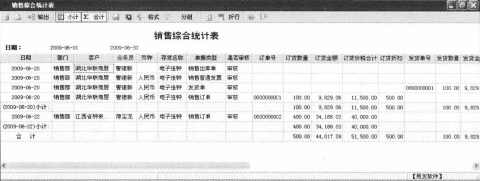 销售综合统计表
输出 小计 合计 格式 分组 折行
销售综合统计表
日期： 2009-06-01 2009-06-30
日期 部门 客户 业务员 币种 存货名称 单据类型 是否审核 订单号 订货数量 订货金额 订货价税合计 订货折扣 发货单号 发货数量 发货金
2009-06-20 销售部 湖北华联商厦 曹建新 电子挂钟 销售出库单 审核
2009-06-20 销售部 湖北华联商厦 曹建新 人民币 电子挂钟 销售普通发票 审核
2009-06-20 销售部 湖北华联商厦 曹建新 人民币 电子挂钟 发货单 审核 0000000001 100.00 9,829
2009-06-20 销售部 湖北华联商厦 曹建新 人民币 电子挂钟 销售订单 审核 0000000001 100.00 9,829.06 11,500.00 500.00
(2009-06-20)小计: 100.00 9,829.06 11,500.00 500.00 100.00 9,829
2009-06-22 销售部 江西省钟表 人民币 电子挂钟 销售订单 审核 0000000002 400.00 34,188.03 40,000.00
(2009-06-22)小计: 400.00 34,188.03 40,000.00
合 计 500.00 44,017.09 51,500.00 500.00 100.00 9,829
【用友软件】